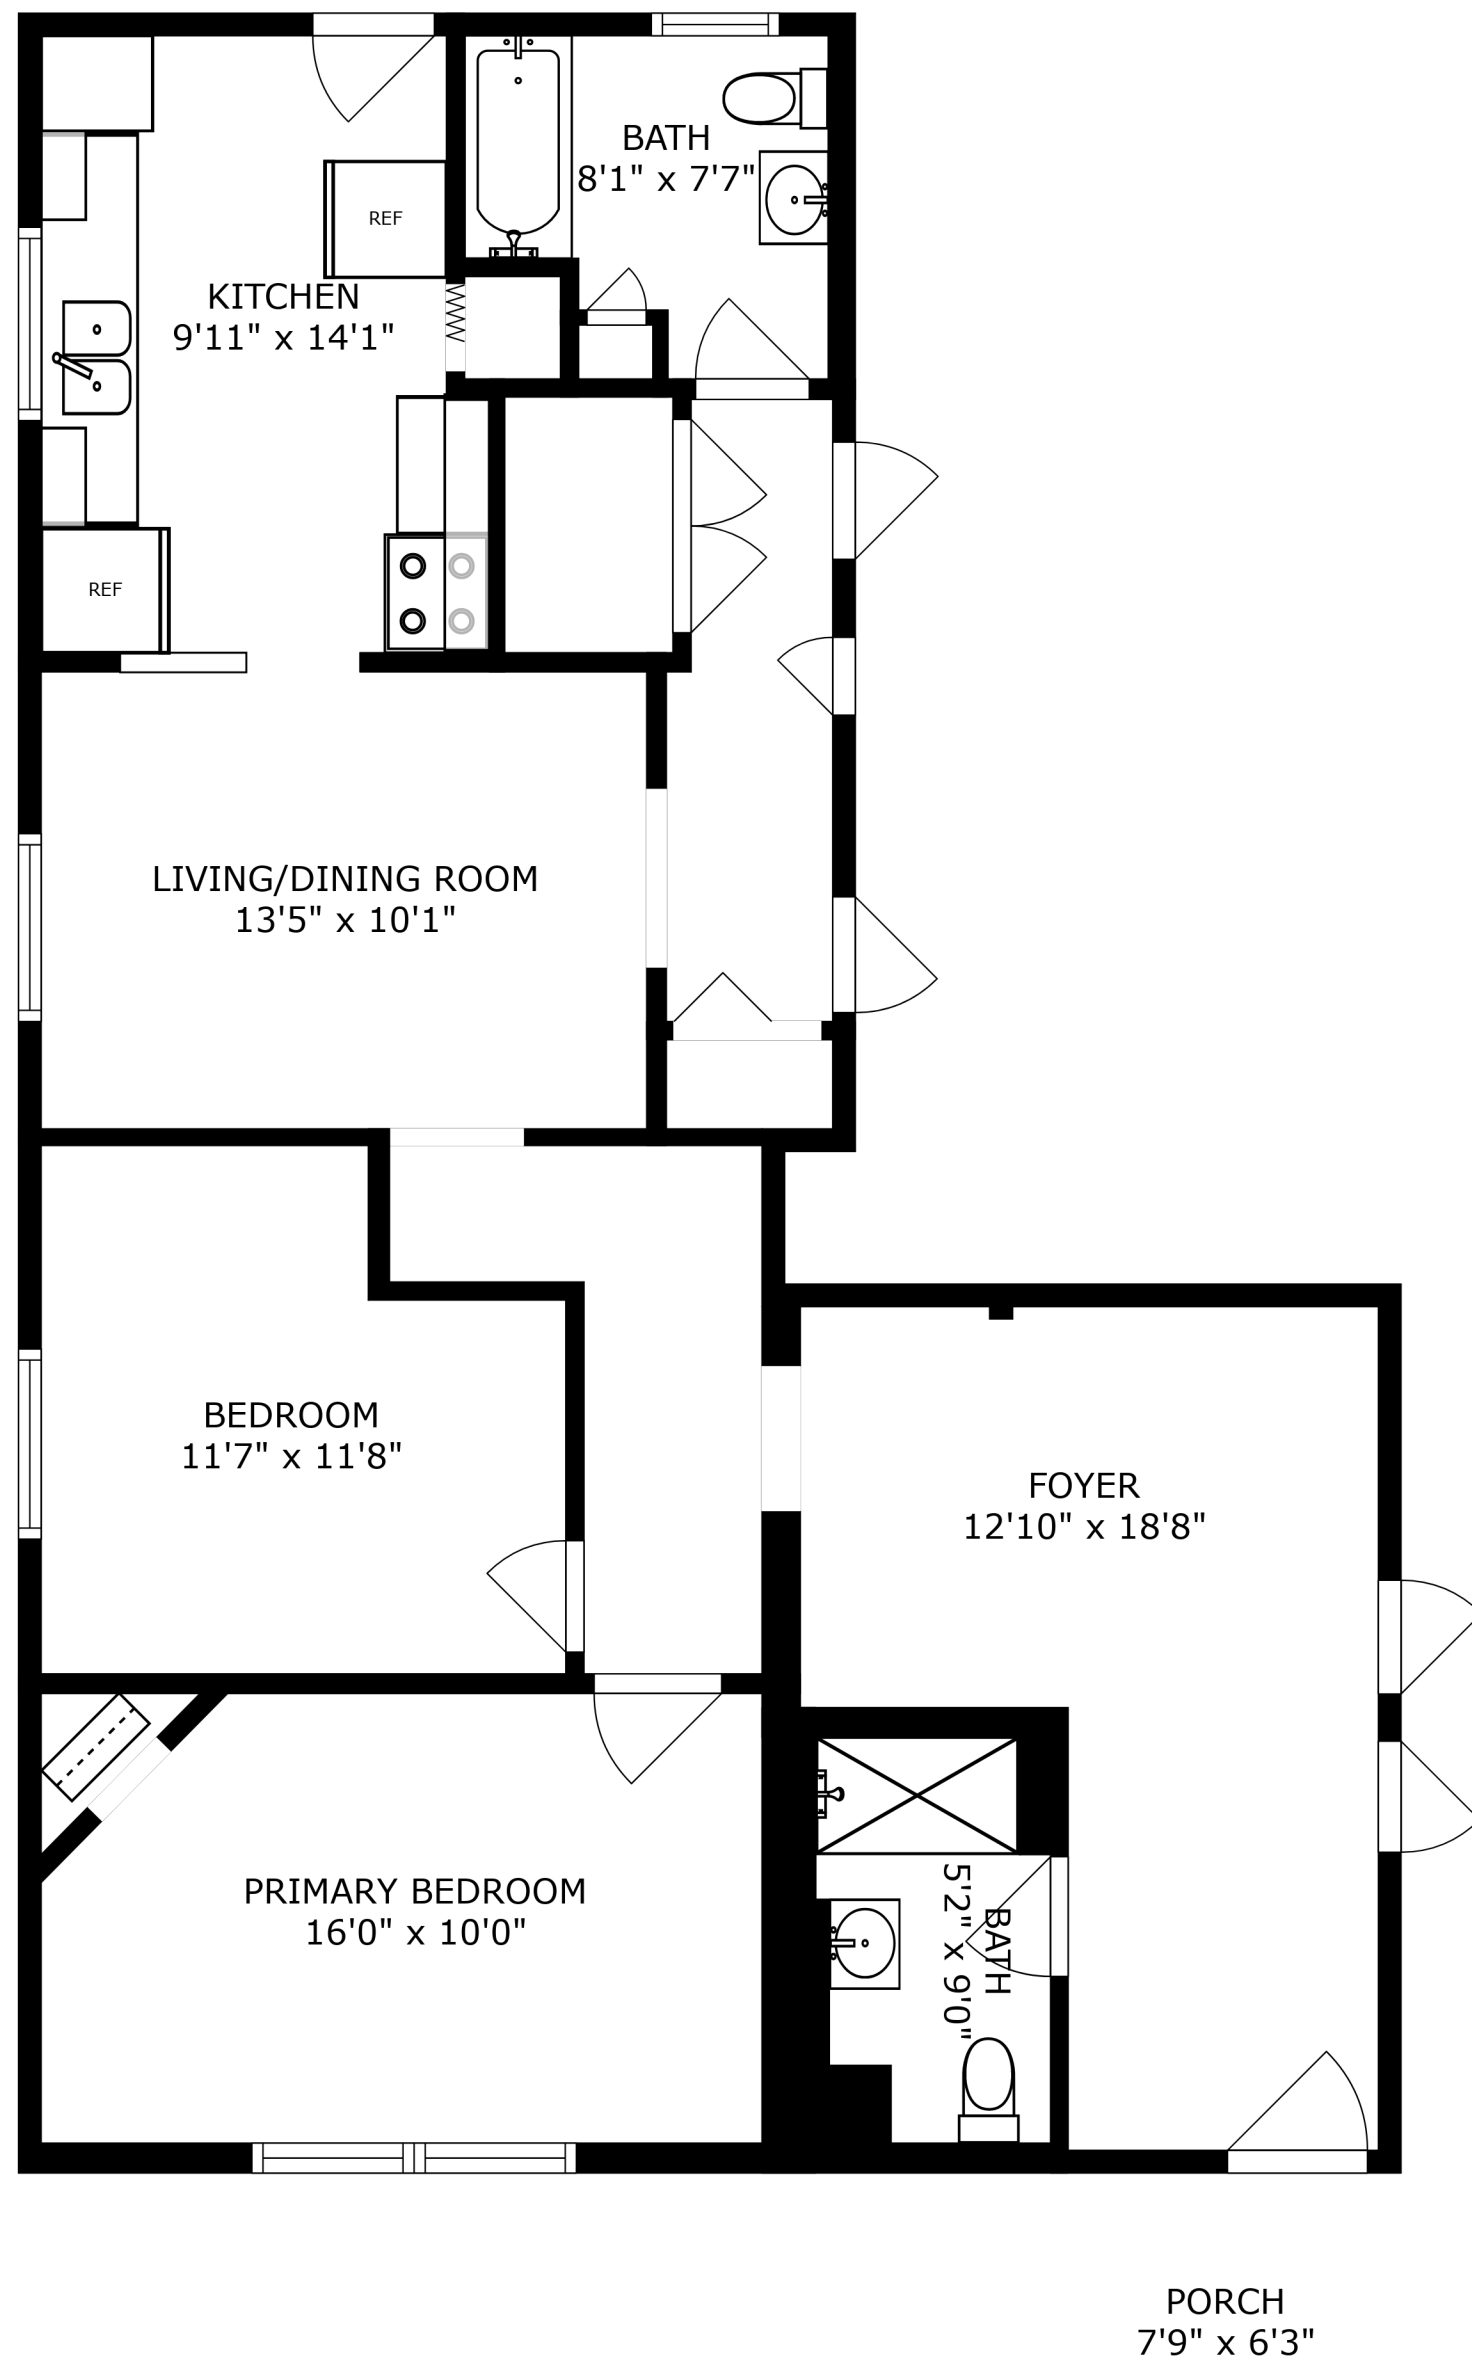 BATH
8'1" x 7'7"
REF
KITCHEN
9'11" x 14'1"
REF
LIVING/DINING ROOM
13'5" x 10'1"
BEDROOM
11'7" x 11'8"
FOYER
12'10" x 18'8"
PRIMARY BEDROOM
16'0" x 10'0"
BATH
5'2" x 9'0"
PORCH
7'9" x 6'3"